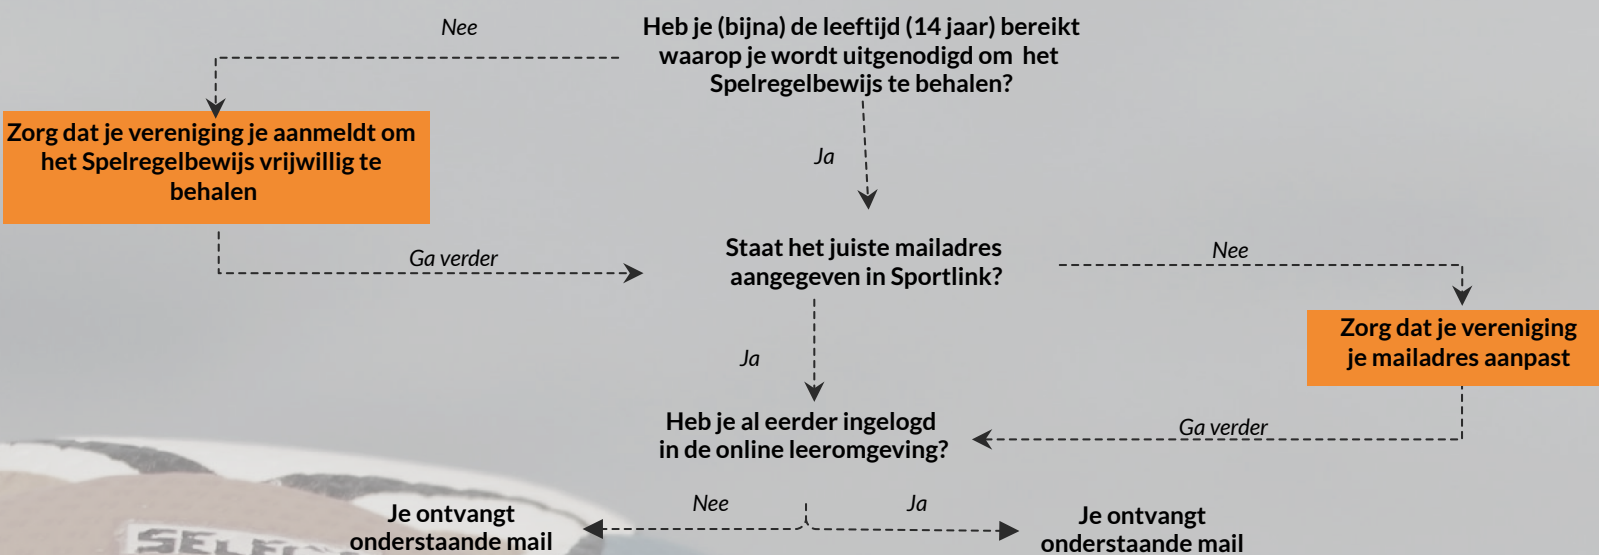 Nee
Heb je (bijna) de leeftijd (14 jaar) bereikt
waarop je wordt uitgenodigd om het
Spelregelbewijs te behalen?
Zorg dat je vereniging je aanmeldt om
het Spelregelbewijs vrijwillig te
behalen
Ja
Ga verder
Staat het juiste mailadres
aangegeven in Sportlink?
Nee
Zorg dat je vereniging
je mailadres aanpast
Ja
Heb je al eerder ingelogd
in de online leeromgeving?
Ga verder
Nee
Ja
Je ontvangt
onderstaande mail
Je ontvangt
onderstaande mail